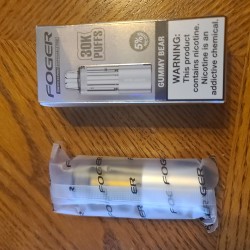 FOGER
30K
PUFFS
5%
GUMMY BEAR
WARNING:
This product
contains nicotine.
Nicotine is an
addictive chemical.
FOGER
FOGER